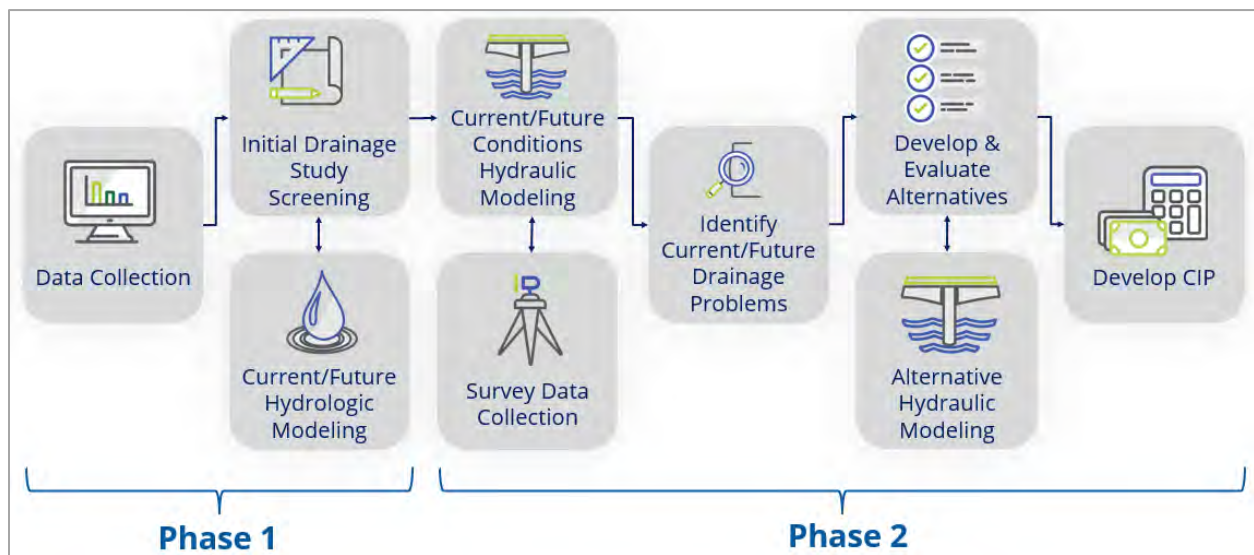 Data Collection
Initial Drainage
Study
Screening
Current/Future
Hydrologic
Modeling
Current/Future
Conditions
Hydraulic
Modeling
Survey Data
Collection
Identify
Current/Future
Drainage
Problems
Develop &
Evaluate
Alternatives
Alternative
Hydraulic
Modeling
Develop CIP
Phase 1
Phase 2